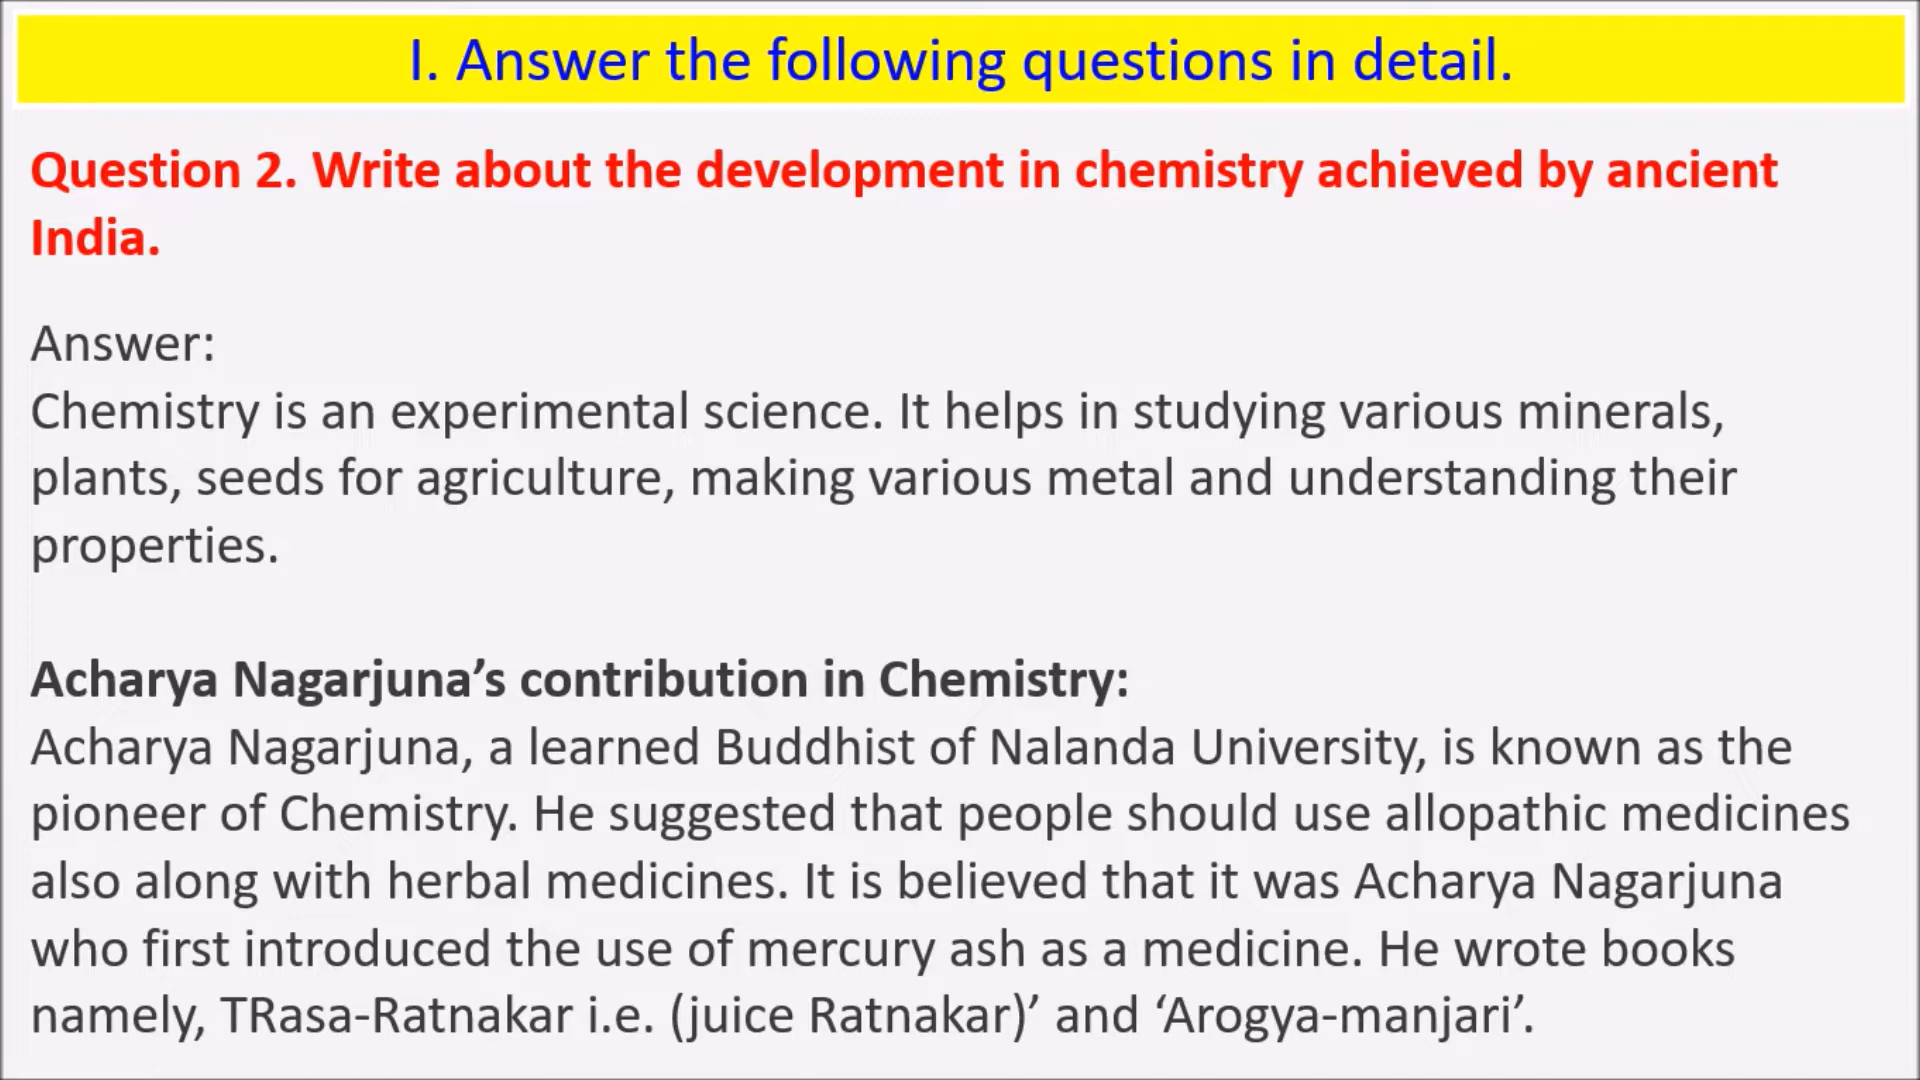 I. Answer the following questions in detail.
Question 2. Write about the development in chemistry achieved by ancient
India.
Answer:
Chemistry is an experimental science. It helps in studying various minerals,
plants, seeds for agriculture, making various metal and understanding their
properties.
Acharya Nagarjuna’s contribution in Chemistry:
Acharya Nagarjuna, a learned Buddhist of Nalanda University, is known as the
pioneer of Chemistry. He suggested that people should use allopathic medicines
also along with herbal medicines. It is believed that it was Acharya Nagarjuna
who first introduced the use of mercury ash as a medicine. He wrote books
namely, TRasa-Ratnakar i.e. (juice Ratnakar)’ and ‘Arogya-manjari’.